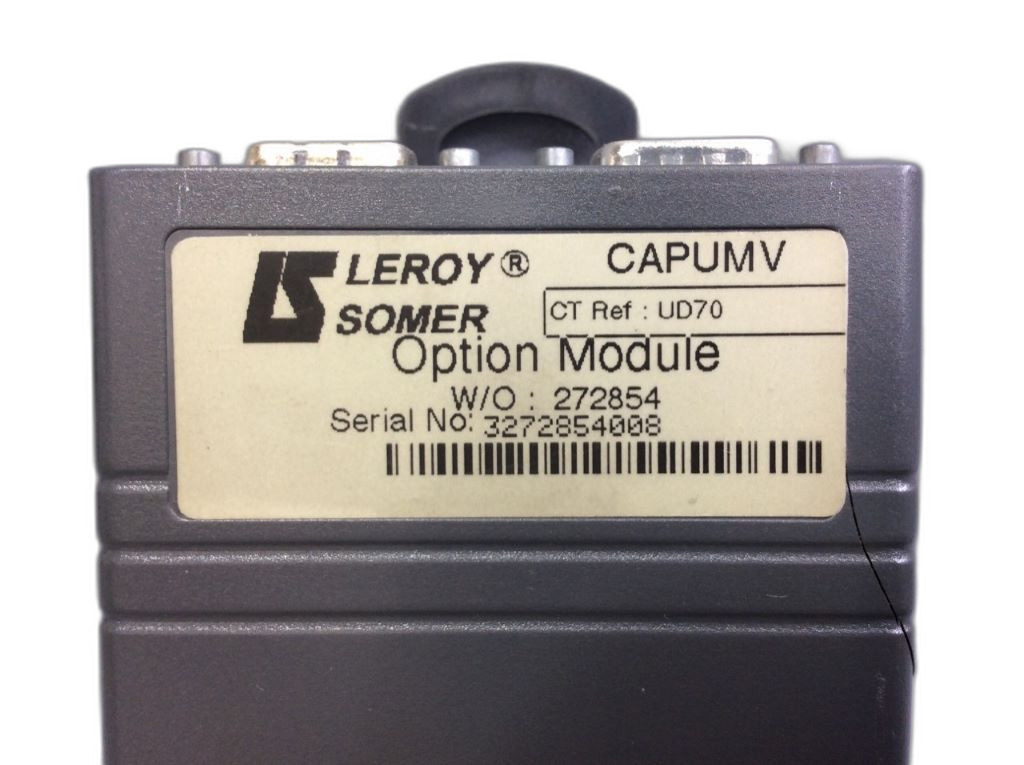 LEROY®
SOMER
CAPUMV
CT Ref : UD70
Option Module
W/O : 272854
Serial No: 3272854008